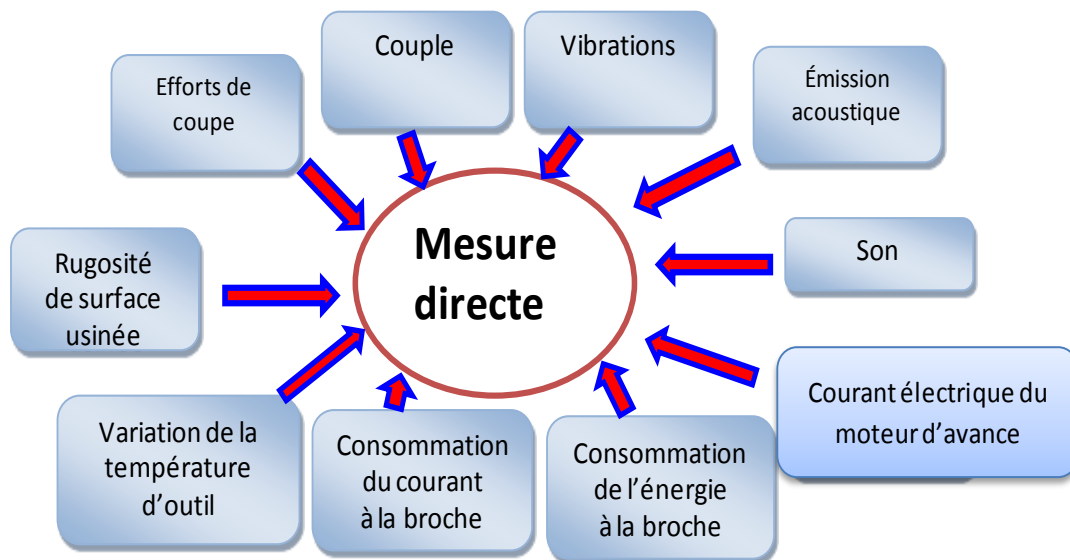 Couple
Vibrations
Efforts de
coupe
Émission
acoustique
Mesure
directe
Son
Rugosité
de surface
usinée
Courant électrique du
moteur d’avance
Variation de la
température
d’outil
Consommation
du courant
à la broche
Consommation
de l’énergie
à la broche